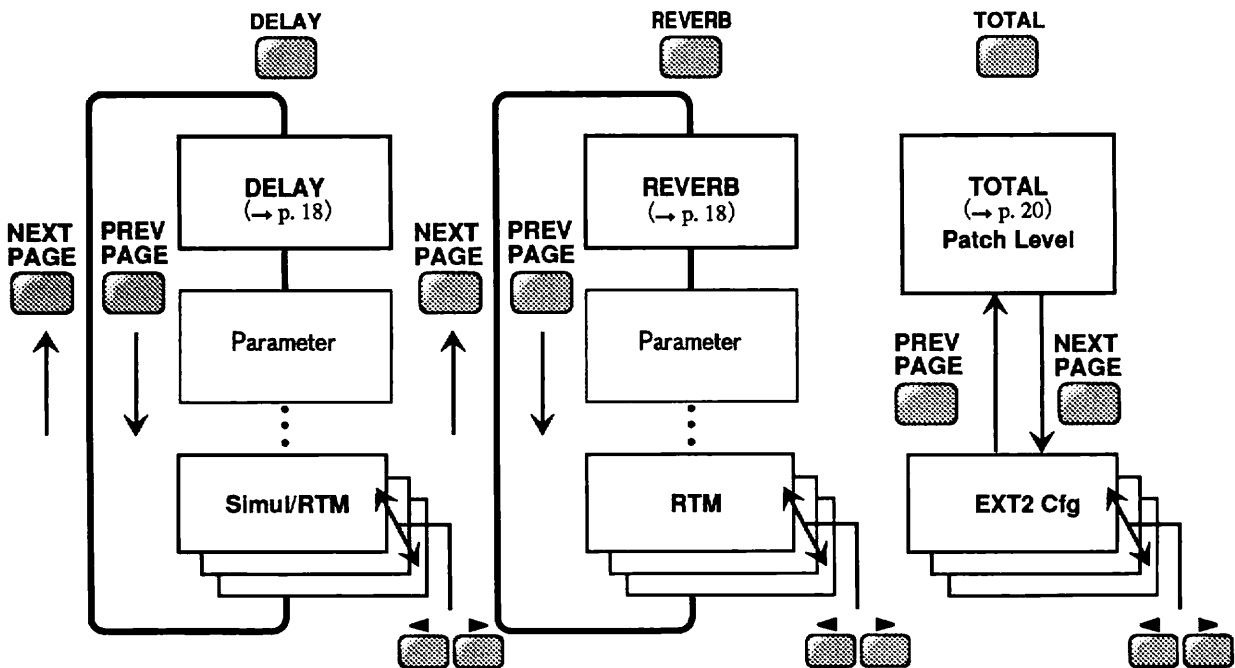 DELAY
REVERB
TOTAL
DELAY
(→ p. 18)
REVERB
(→ p. 18)
TOTAL
(→ p. 20)
Patch Level
NEXT
PAGE
PREV
PAGE
NEXT
PAGE
PREV
PAGE
Parameter
Parameter
PREV
PAGE
NEXT
PAGE
Simul/RTM
RTM
EXT2 Cfg